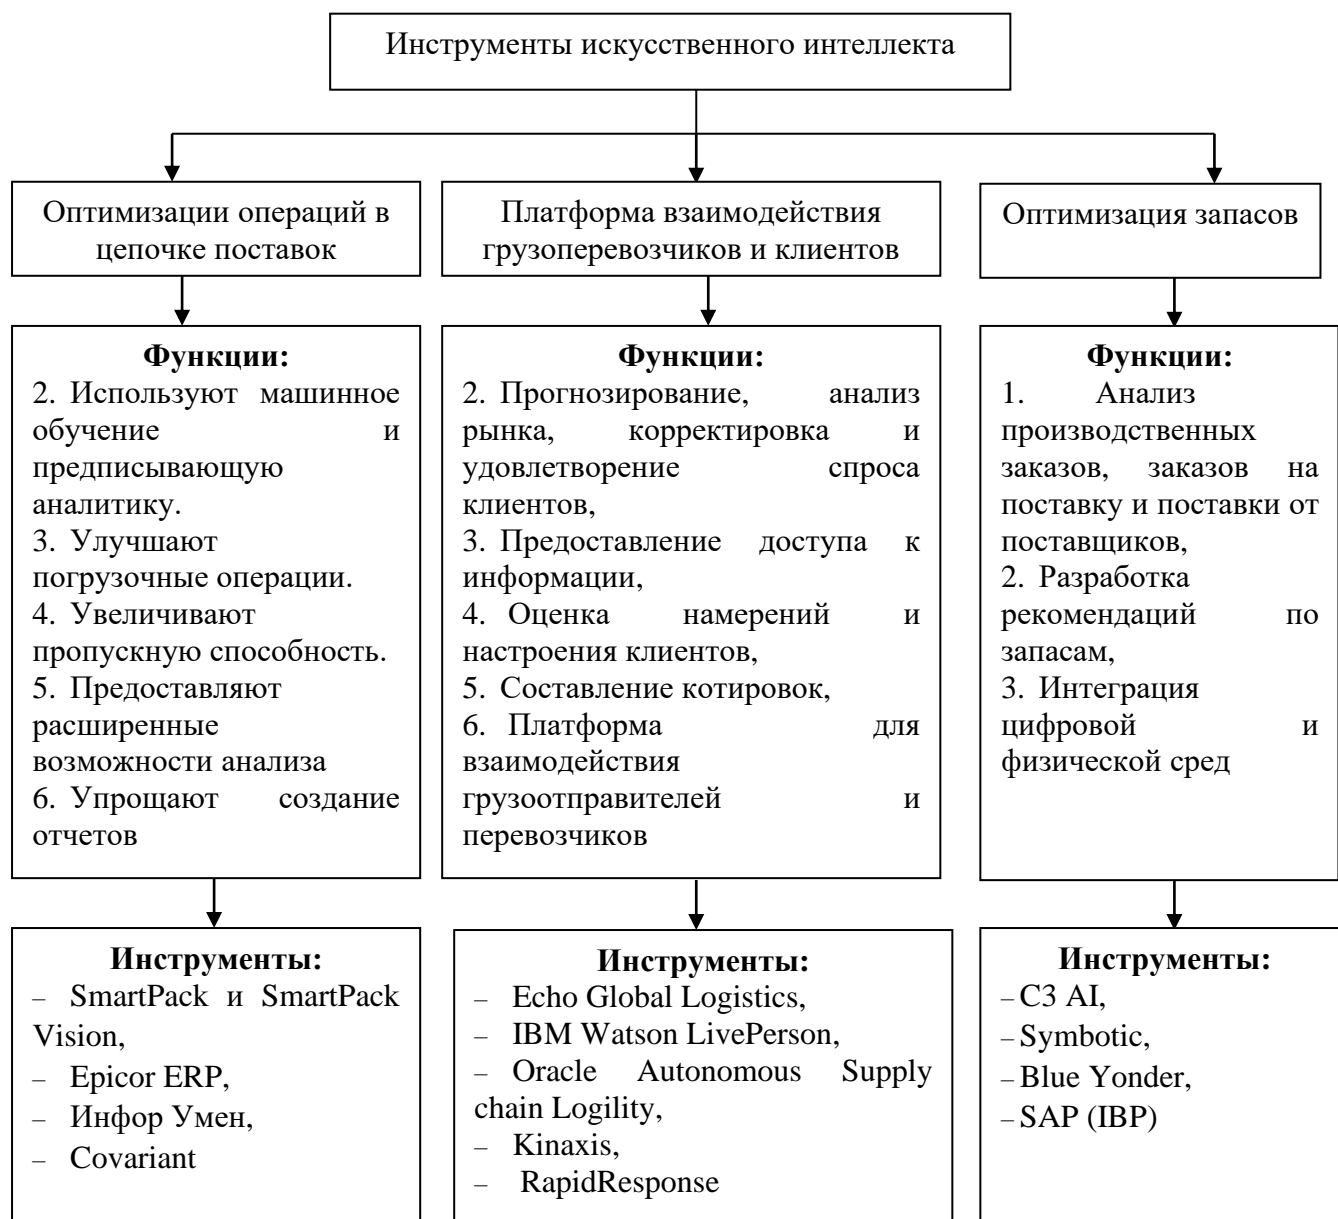 Инструменты искусственного интеллекта
Оптимизации операций в
цепочке поставок
Платформа взаимодействия
грузоперевозчиков и клиентов
Оптимизация запасов
Функции:
2. Используют машинное
обучение и
предписывающую
аналитику.
3. Улучшают
погрузочные операции.
4. Увеличивают
пропускную способность.
5. Предоставляют
расширенные
возможности анализа
6. Упрощают создание
отчетов
Функции:
2. Прогнозирование, анализ
рынка, корректировка и
удовлетворение спроса
клиентов,
3. Предоставление доступа к
информации,
4. Оценка намерений и
настроения клиентов,
5. Составление котировок,
6. Платформа для
взаимодействия
грузоотправителей и
перевозчиков
Функции:
1. Анализ
производственных
заказов, заказов на
поставку и поставки от
поставщиков,
2. Разработка
рекомендаций по
запасам,
3. Интеграция
цифровой и
физической сред
Инструменты:
– SmartPack и SmartPack
Vision,
– Epicor ERP,
– Инфор Умен,
– Covariant
Инструменты:
– Echo Global Logistics,
– IBM Watson LivePerson,
– Oracle Autonomous Supply
chain Logility,
– Kinaxis,
– RapidResponse
Инструменты:
– C3 AI,
– Symbotic,
– Blue Yonder,
– SAP (IBP)